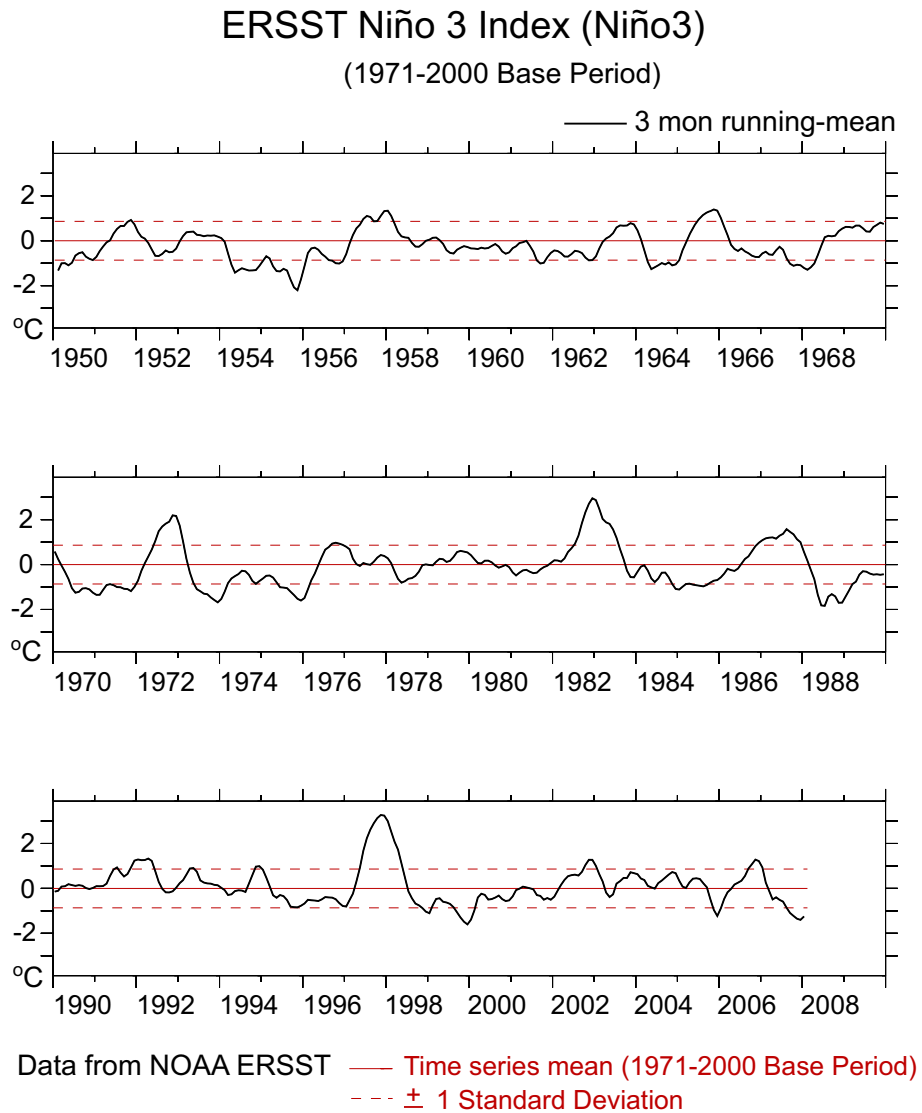 ERSST Niño 3 Index (Niño3)
(1971-2000 Base Period)
3 mon running-mean
2
0
-2
ºC
1950 1952 1954 1956 1958 1960 1962 1964 1966 1968
2
0
-2
ºC
1970 1972 1974 1976 1978 1980 1982 1984 1986 1988
2
0
-2
ºC
1990 1992 1994 1996 1998 2000 2002 2004 2006 2008
Data from NOAA ERSST Time series mean (1971-2000 Base Period)
± 1 Standard Deviation